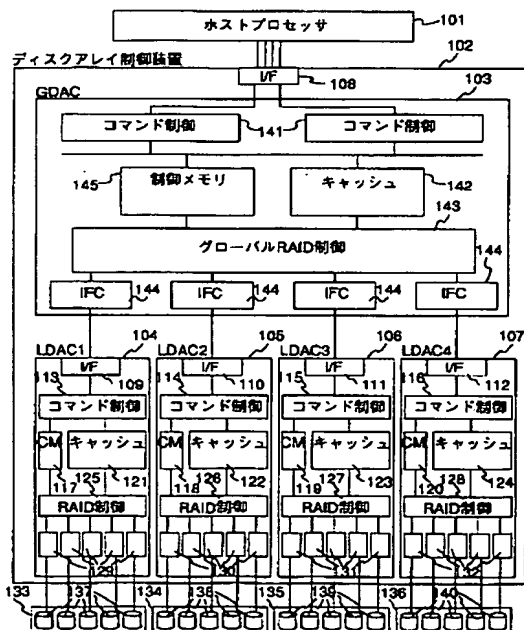 ホストプロセッサ 101
102
ディスクアレイ制御装置
I/F 108
103
GDAC
コマンド制御 141 コマンド制御
145 制御メモリ キャッシュ 142
143
グローバルRAID制御
144
IFC 144 IFC 144 IFC 144 IFC
LDAC1 104 LDAC2 105 LDAC3 106 LDAC4 107
I/F I/F I/F I/F
113 109 114 110 115 111 116 112
コマンド制御 コマンド制御 コマンド制御 コマンド制御
CM キャッシュ CM キャッシュ CM キャッシュ CM キャッシュ
117 125 121 118 126 122 119 127 123 120 128 124
RAID制御 RAID制御 RAID制御 RAID制御
133 137 134 138 135 139 136 140